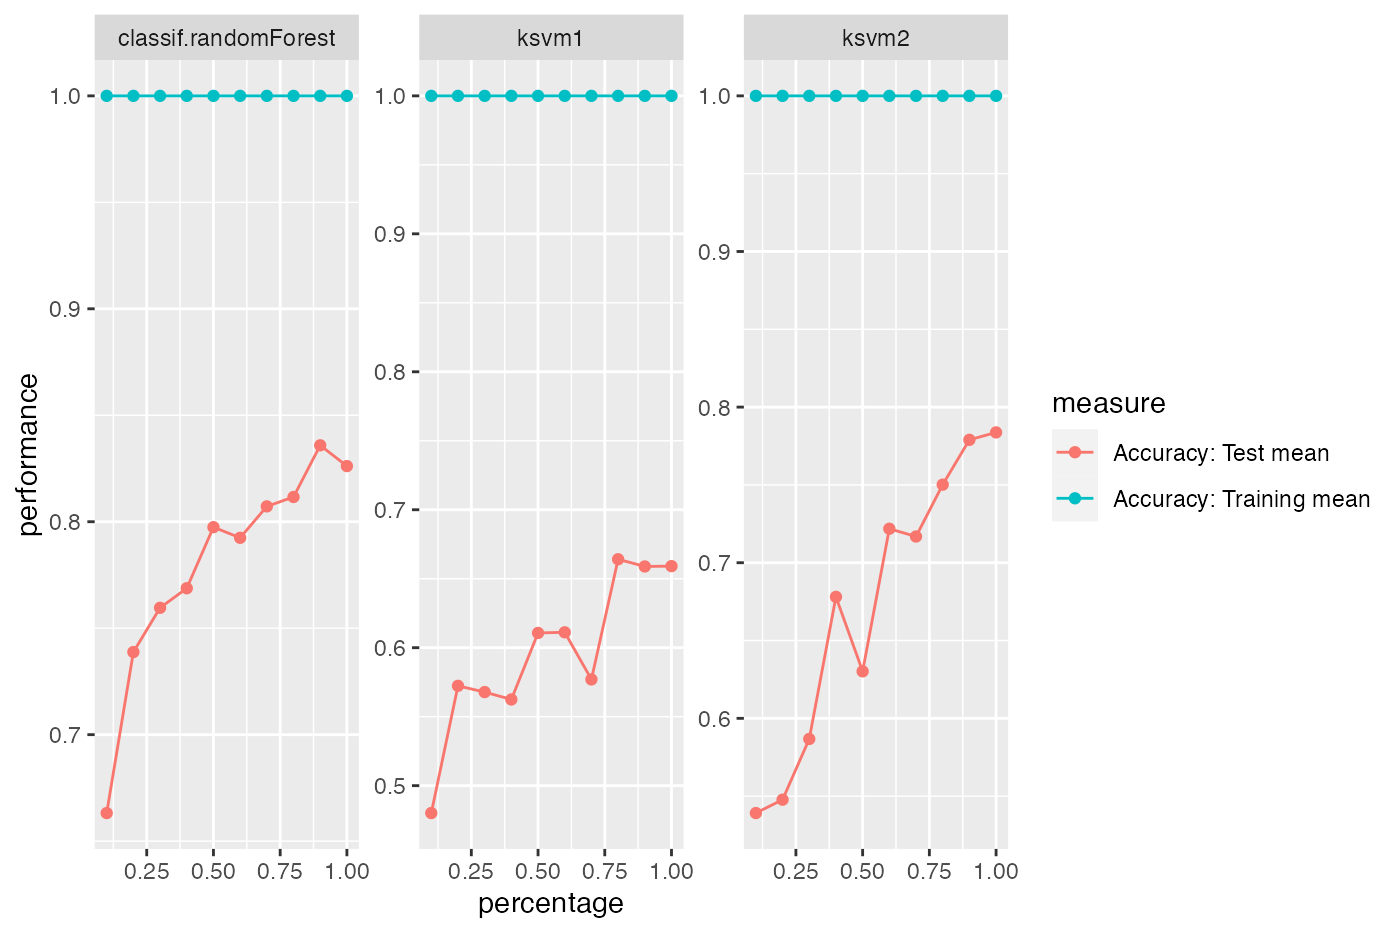 classif.randomForest
ksvm1
ksvm2
performance
1.0
0.9
0.8
0.7
1.0
0.9
0.8
0.7
0.6
0.5
1.0
0.9
0.8
0.7
0.6
0.25 0.50 0.75 1.00
0.25 0.50 0.75 1.00
0.25 0.50 0.75 1.00
percentage
measure
Accuracy: Test mean
Accuracy: Training mean